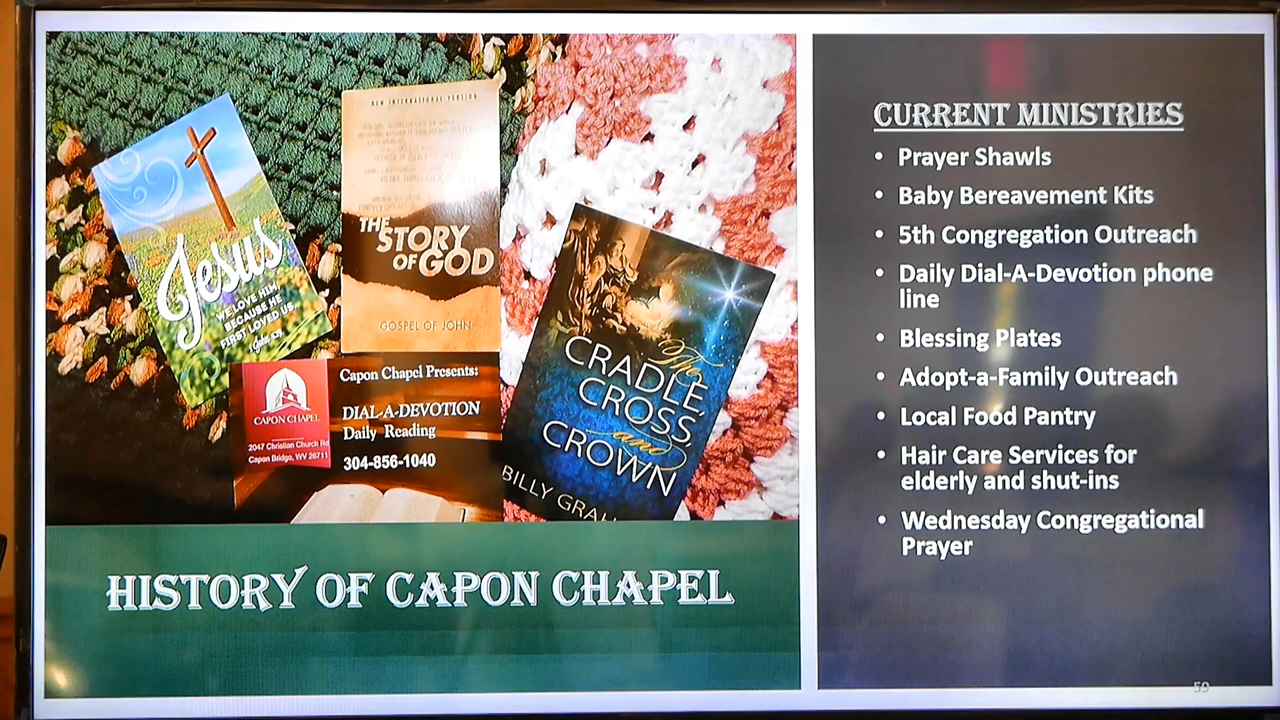 Jesus
WE LOVE HIM,
BECAUSE HE
FIRST LOVED US.
NEW INTERNATIONAL VERSION
THE
STORY
OF GOD
GOSPEL OF JOHN
CAPON CHAPEL
2047 Christian Church Rd
Capon Bridge, WV 26711
Capon Chapel Presents:
DIAL-A-DEVOTION
Daily Reading
304-856-1040
The
CRADLE,
CROSS,
and
CROWN
BILLY GRAH
HISTORY OF CAPON CHAPEL
CURRENT MINISTRIES
• Prayer Shawls
• Baby Bereavement Kits
• 5th Congregation Outreach
• Daily Dial-A-Devotion phone
line
• Blessing Plates
• Adopt-a-Family Outreach
• Local Food Pantry
• Hair Care Services for
elderly and shut-ins
• Wednesday Congregational
Prayer
59